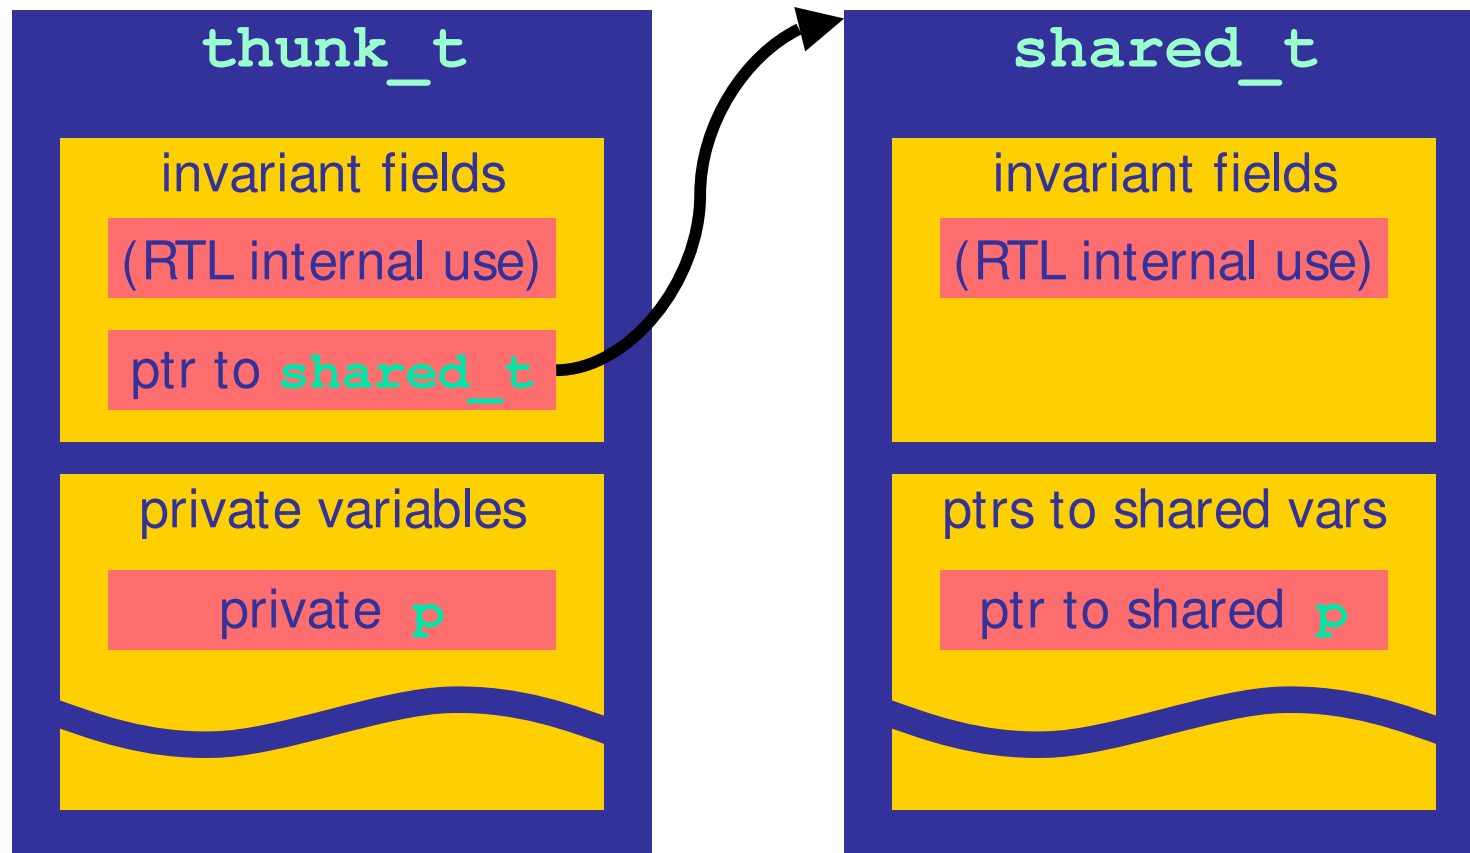 thunk_t
invariant fields
(RTL internal use)
ptr to shared_t
private variables
private p
shared_t
invariant fields
(RTL internal use)
ptrs to shared vars
ptr to shared p